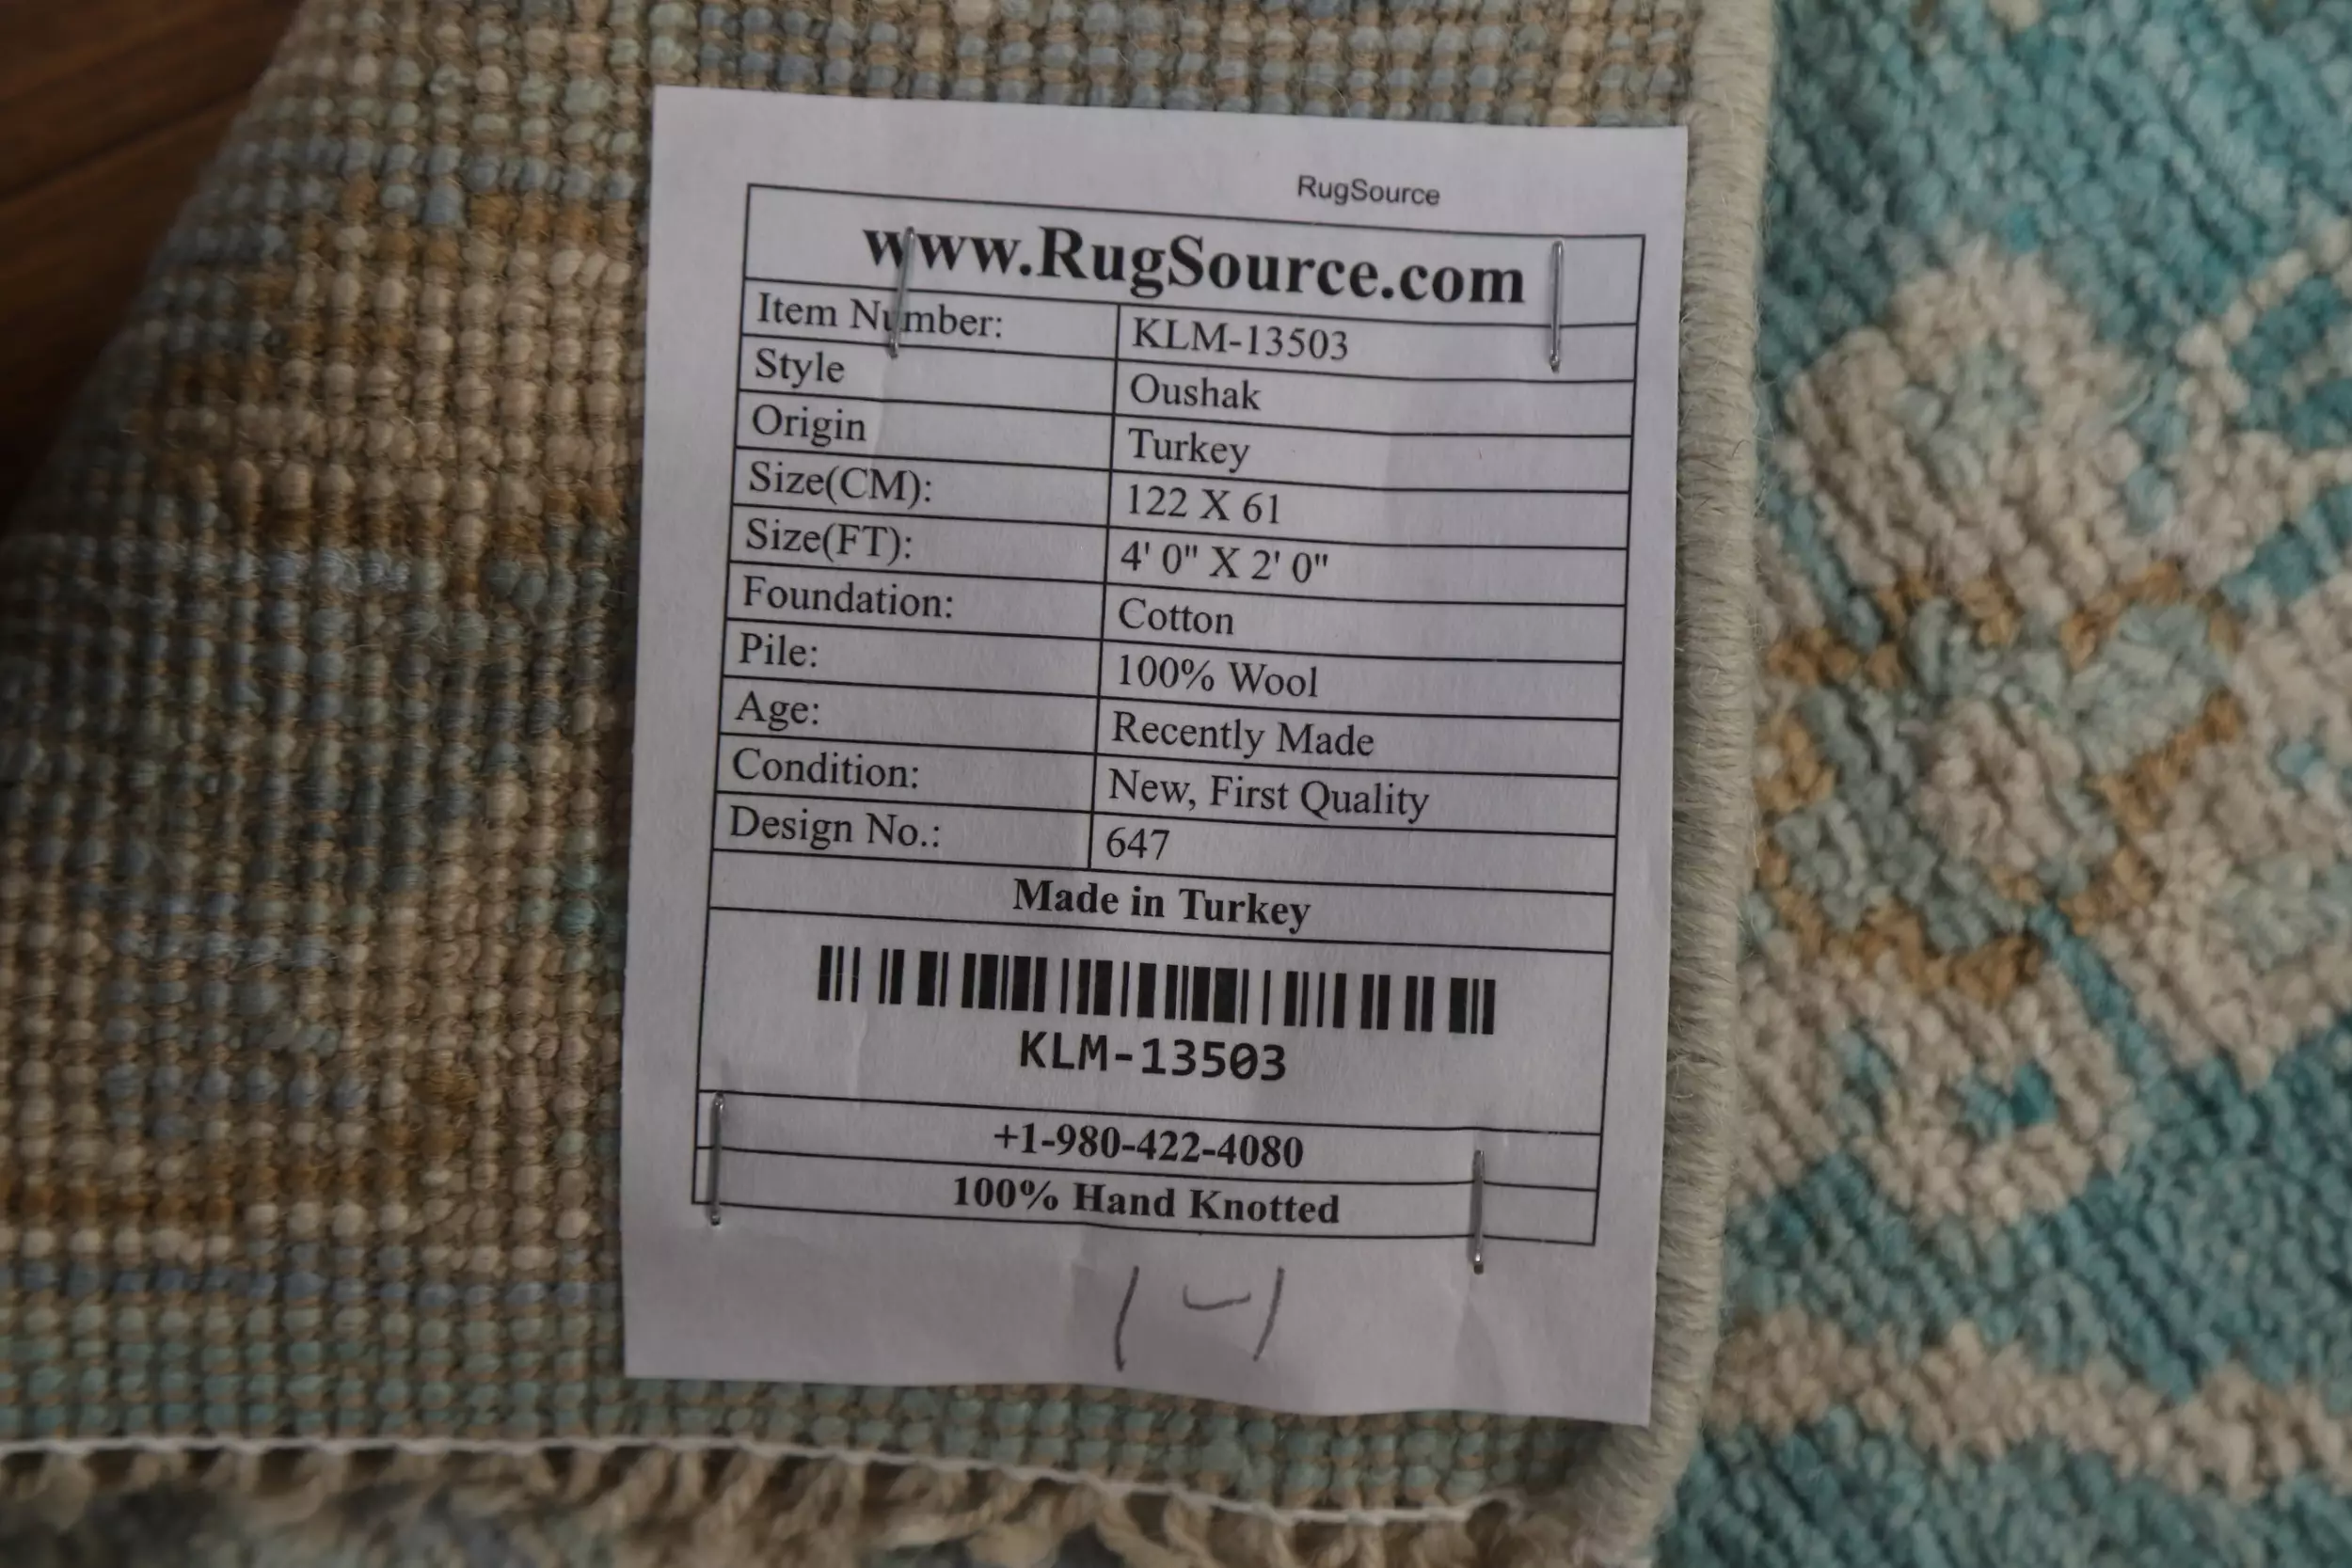 RugSource
www.RugSource.com
Item Number: KLM-13503
Style Oushak
Origin Turkey
Size(CM): 122 X 61
Size(FT): 4' 0" X 2' 0"
Foundation: Cotton
Pile: 100% Wool
Age: Recently Made
Condition: New, First Quality
Design No.: 647
Made in Turkey
KLM-13503
+1-980-422-4080
100% Hand Knotted